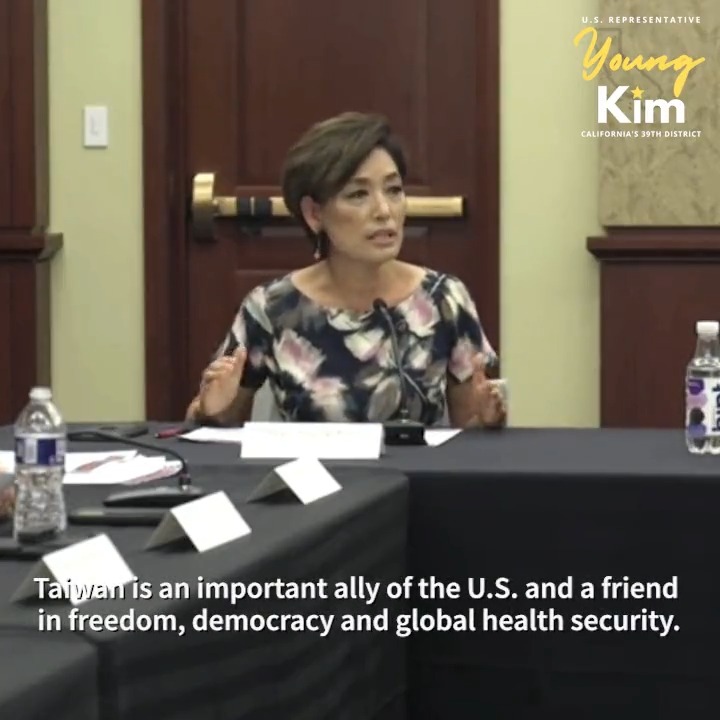 U.S. REPRESENTATIVE
Young
Kim
CALIFORNIA'S 39TH DISTRICT
Taiwan is an important ally of the U.S. and a friend
in freedom, democracy and global health security.